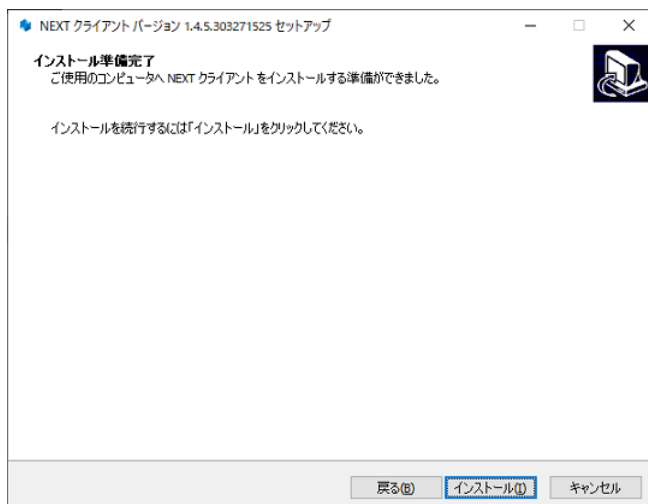 NEXT クライアント バージョン 1.4.5.303271525 セットアップ
インストール準備完了
ご使用のコンピュータへ NEXT クライアント をインストールする準備ができました。
インストールを続行するには「インストール」をクリックしてください。
戻る(B) インストール(I) キャンセル